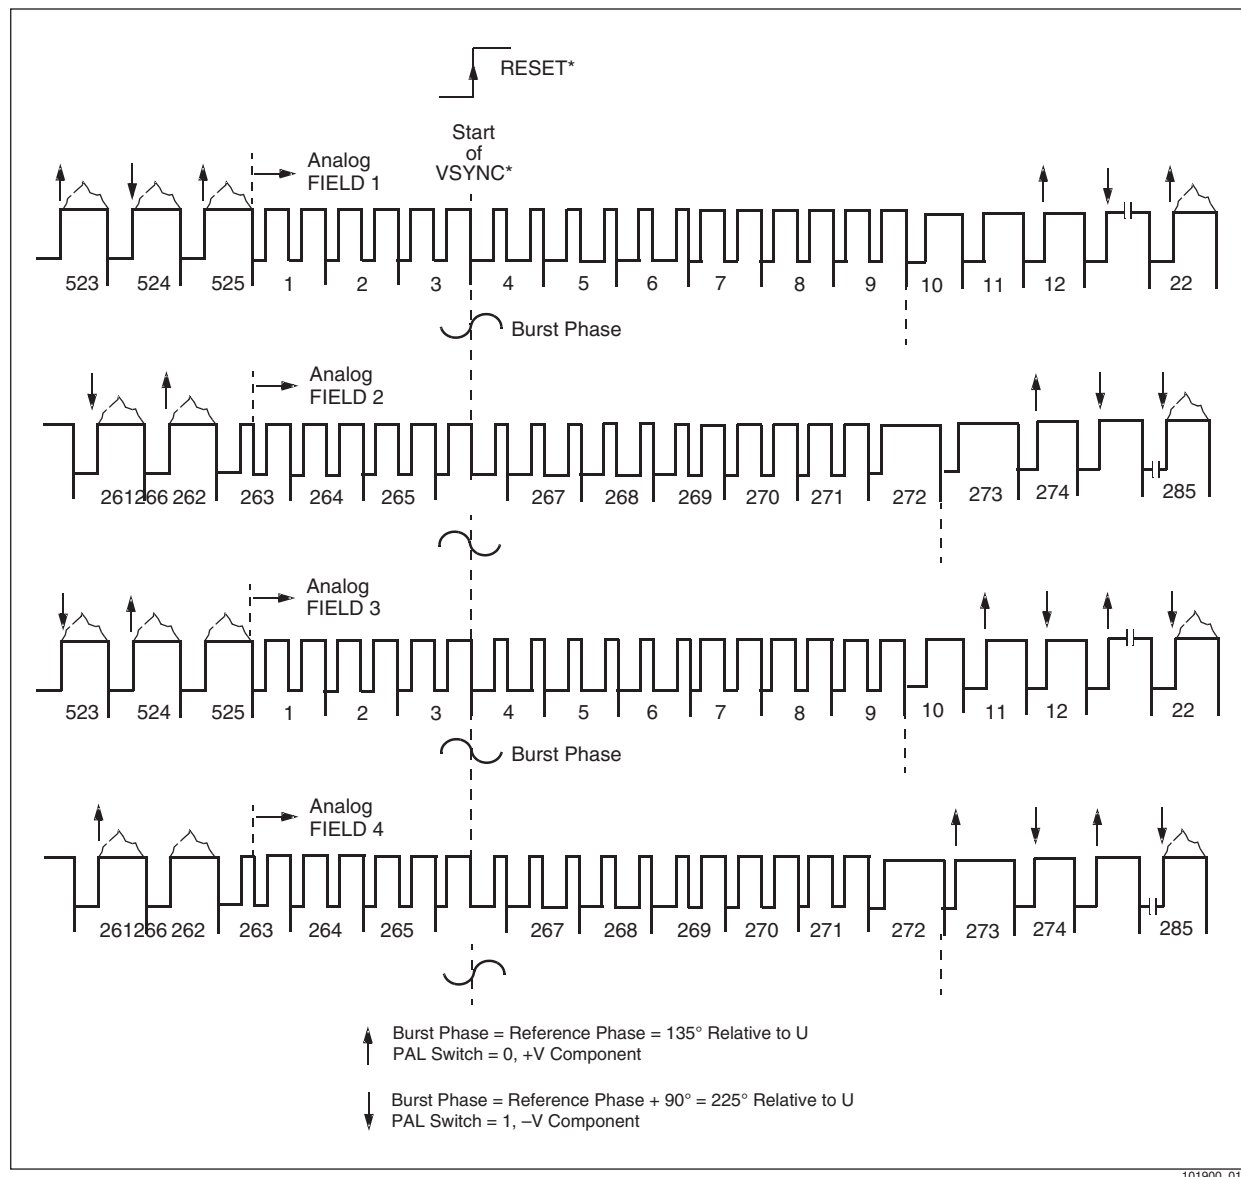 RESET*
Start
of
VSYNC*
Analog
FIELD 1
523 524 525 1 2 3 4 5 6 7 8 9 10 11 12 22
Burst Phase
Analog
FIELD 2
261266 262 263 264 265 267 268 269 270 271 272 273 274 285
Analog
FIELD 3
523 524 525 1 2 3 4 5 6 7 8 9 10 11 12 22
Burst Phase
Analog
FIELD 4
261266 262 263 264 265 267 268 269 270 271 272 273 274 285
Burst Phase = Reference Phase = 135° Relative to U
PAL Switch = 0, +V Component
Burst Phase = Reference Phase + 90° = 225° Relative to U
PAL Switch = 1, –V Component
101900_01